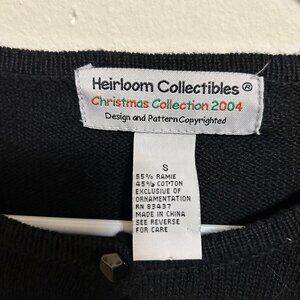 Heirloom Collectibles®
Christmas Collection 2004
Design and Pattern Copyrighted
S
55% RAMIE
45% COTTON
EXCLUSIVE OF
ORNAMENTATION
RN 83437
MADE IN CHINA
SEE REVERSE
FOR CARE